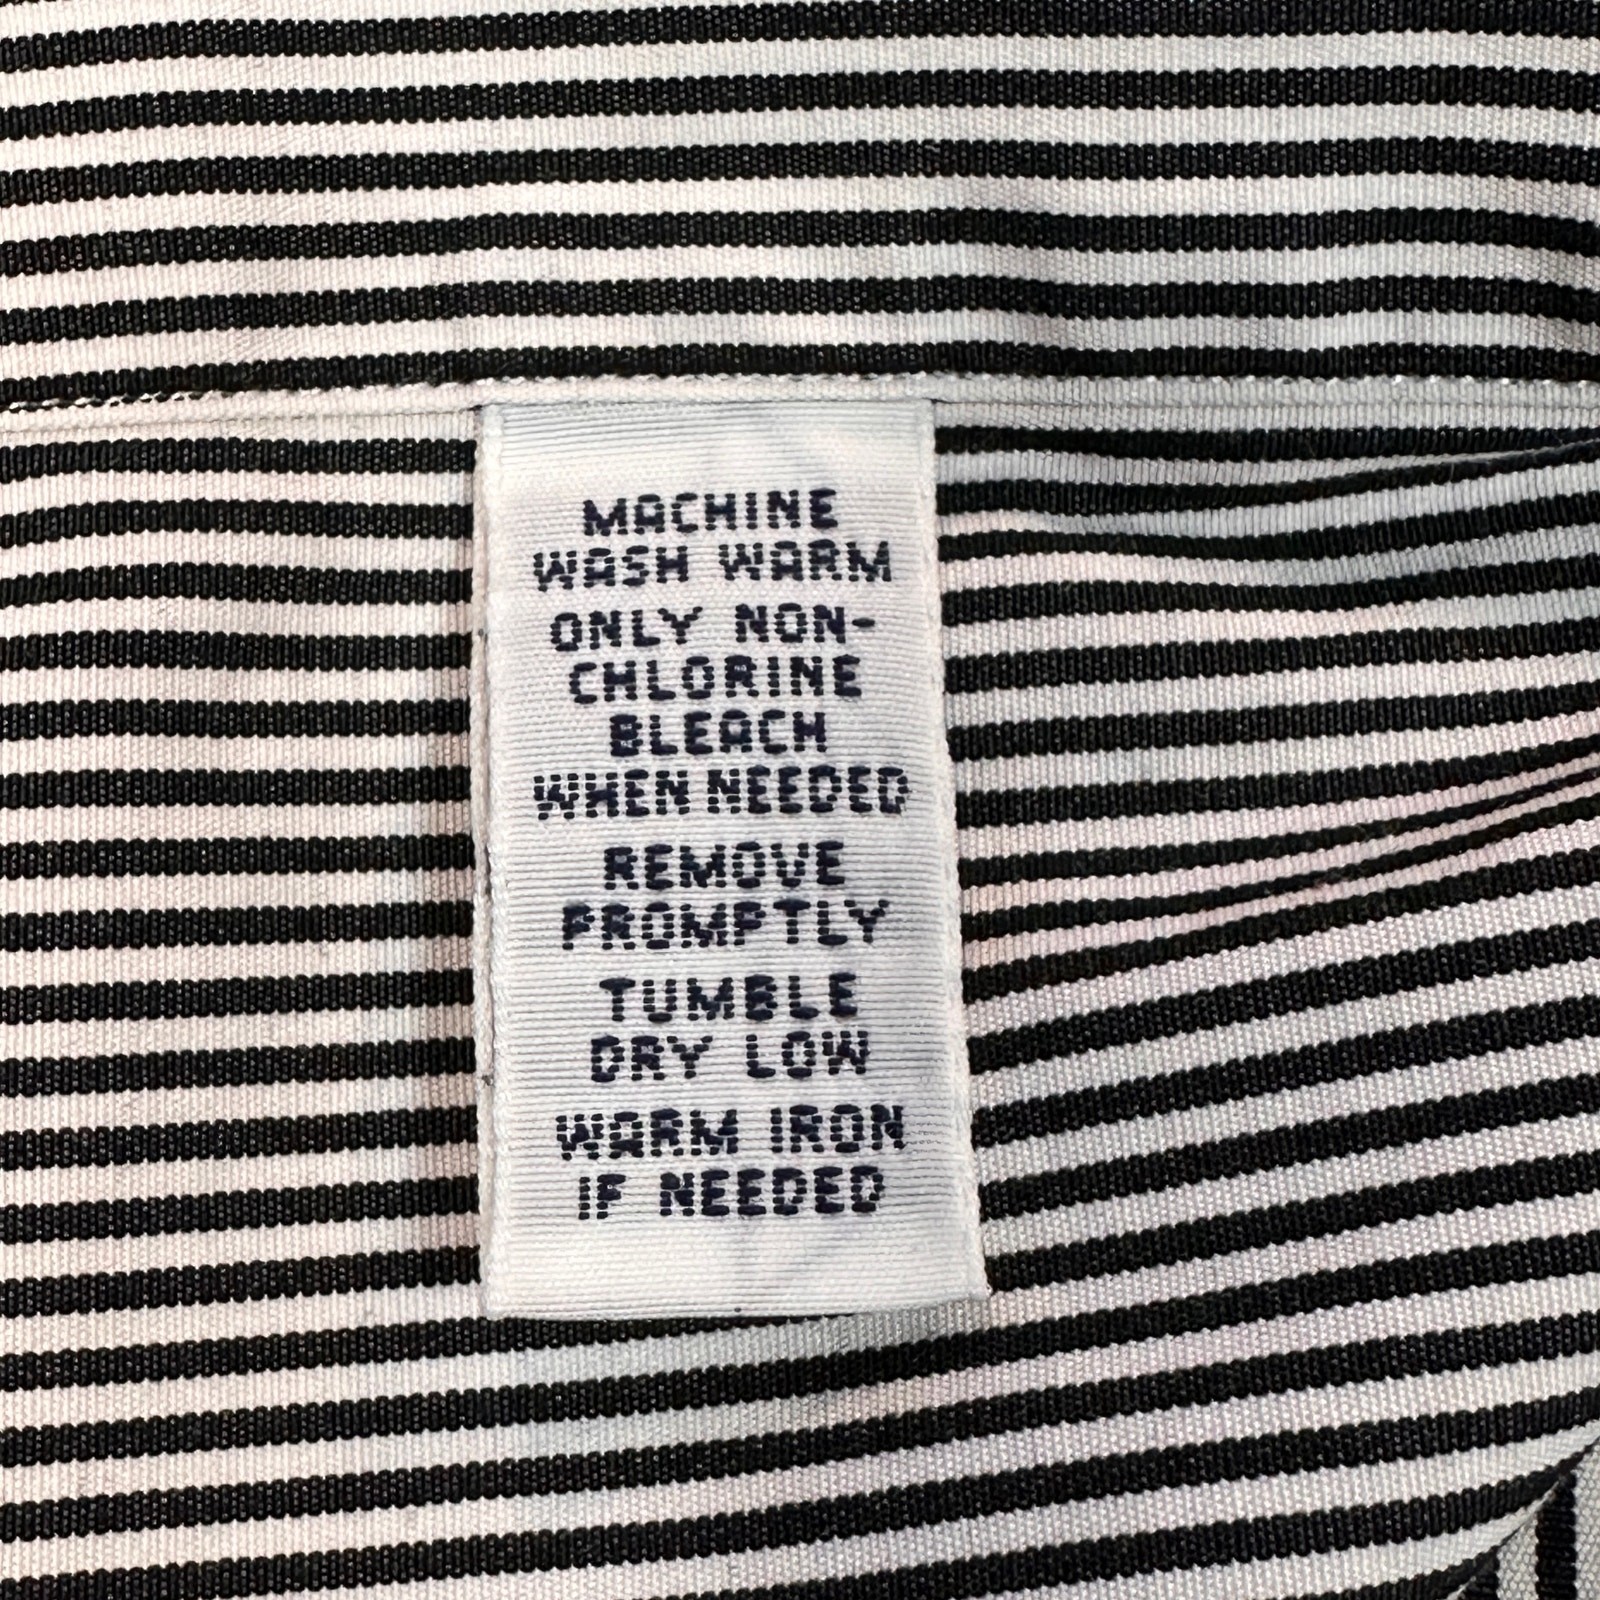 MACHINE
WASH WARM
ONLY NON-
CHLORINE
BLEACH
WHEN NEEDED
REMOVE
PROMPTLY
TUMBLE
DRY LOW
WARM IRON
IF NEEDED